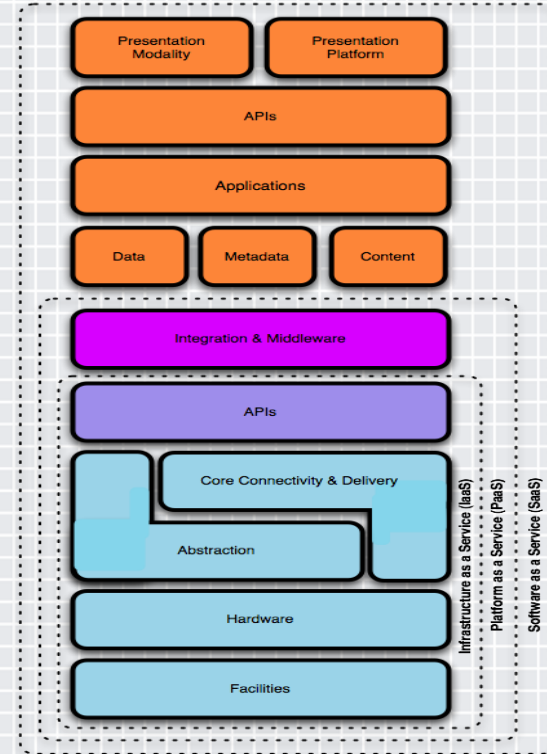 Presentation
Modality
Presentation
Platform
APIs
Applications
Data
Metadata
Content
Integration & Middleware
APIs
Core Connectivity & Delivery
Abstraction
Hardware
Facilities
Infrastructure as a Service (IaaS)
Platform as a Service (PaaS)
Software as a Service (SaaS)